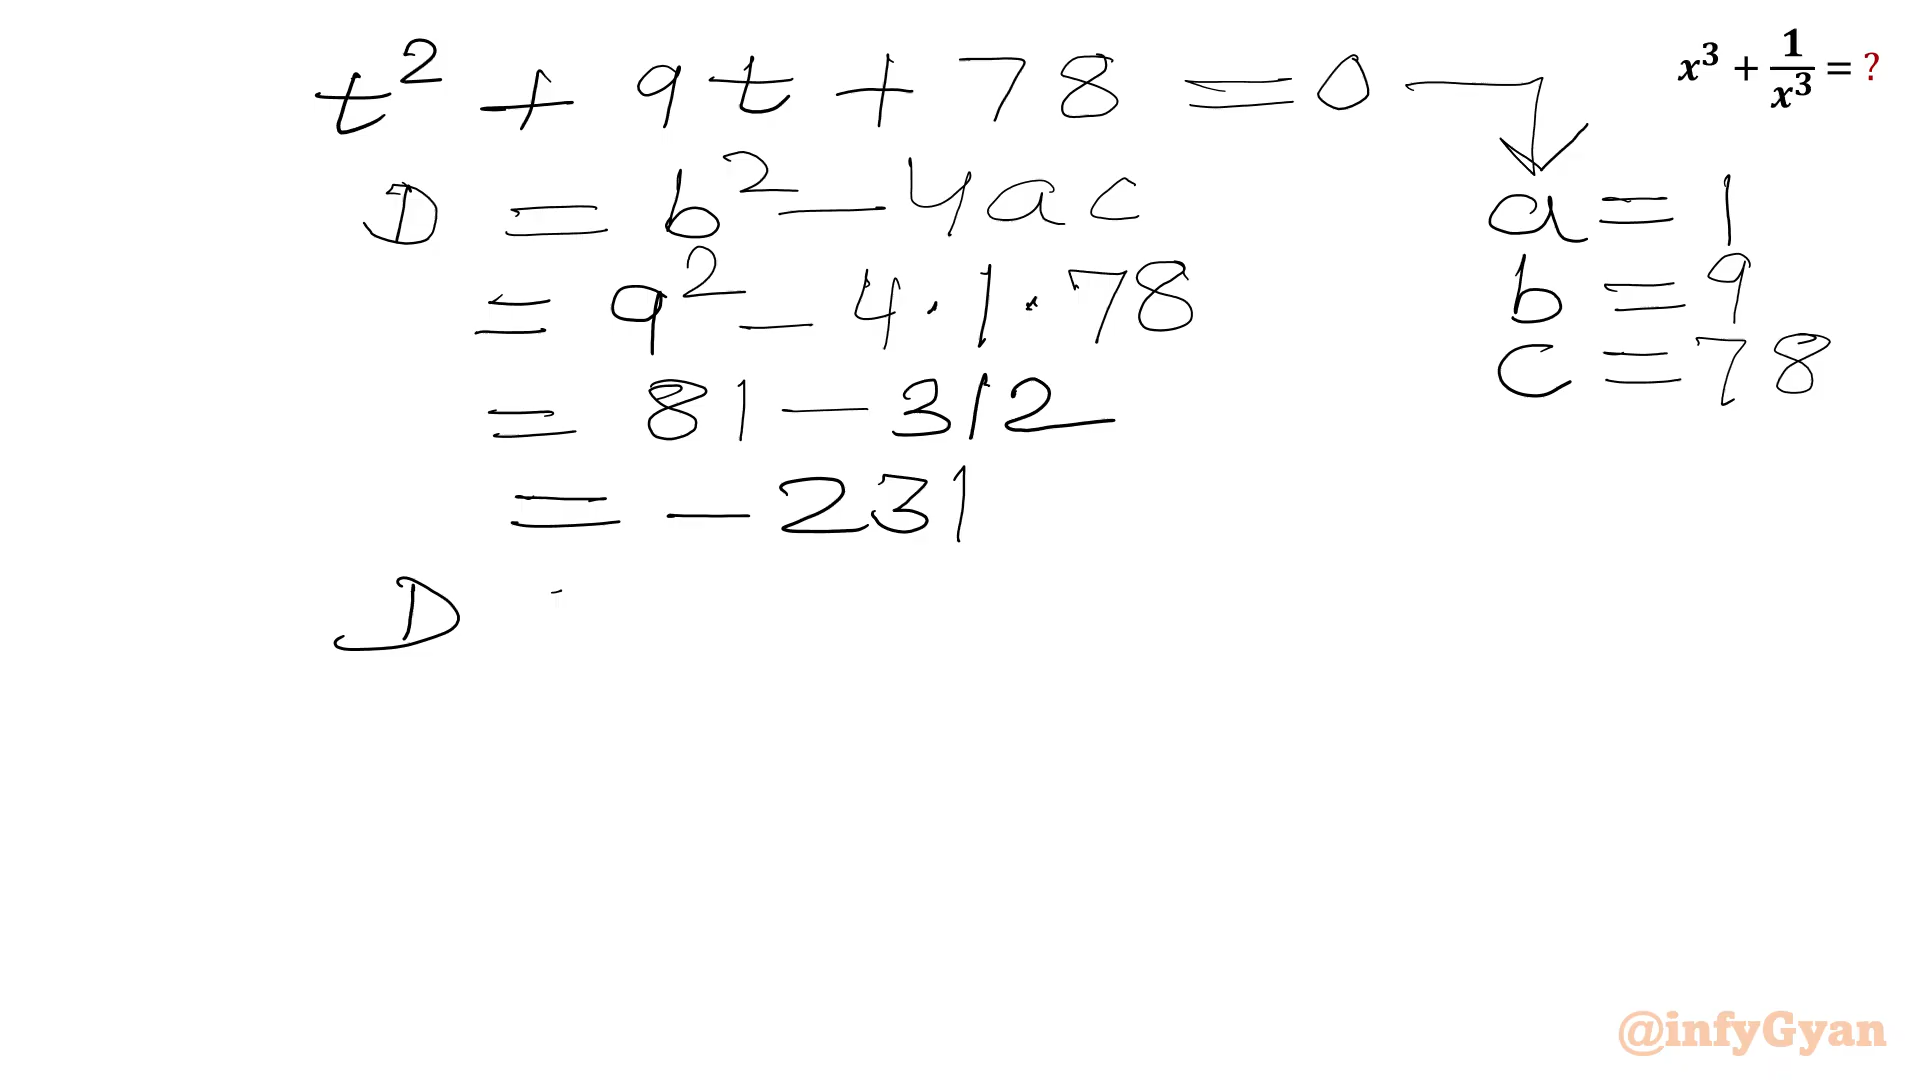 t² + 9t + 78 = 0
x³ + 1/x³ = ?
D = b² - 4ac
a = 1
= 9² - 4·1·78
b = 9
= 81 - 312
c = 78
= - 231
D -
@infyGyan